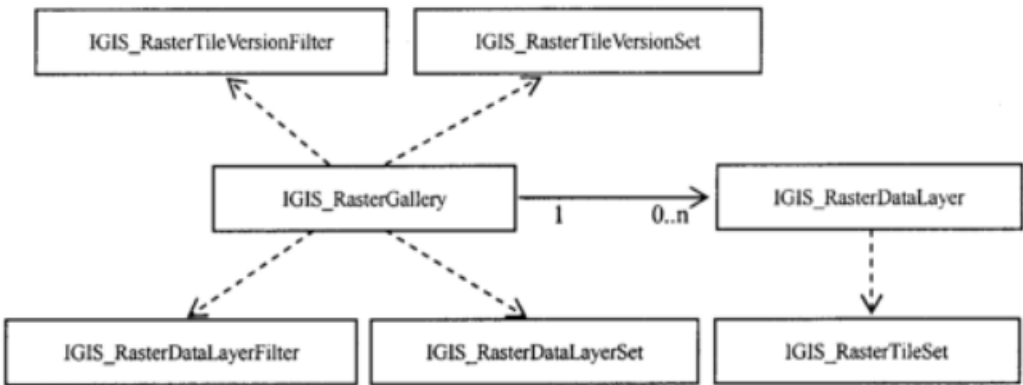 IGIS_RasterTileVersionFilter
IGIS_RasterTileVersionSet
IGIS_RasterGallery
1
0..n
IGIS_RasterDataLayer
IGIS_RasterDataLayerFilter
IGIS_RasterDataLayerSet
IGIS_RasterTileSet